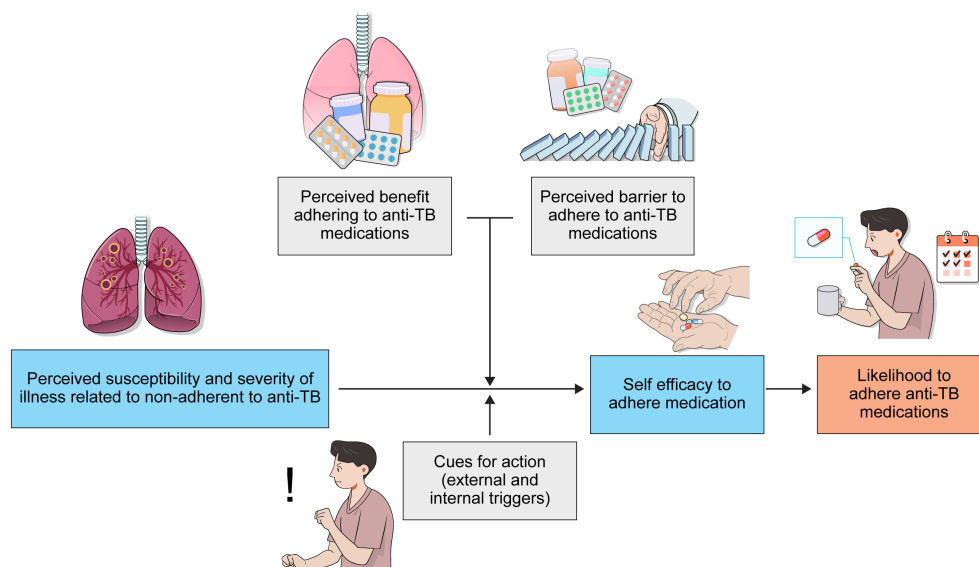 Perceived benefit
adhering to anti-TB
medications
Perceived barrier to
adhere to anti-TB
medications
Perceived susceptibility and severity of
illness related to non-adherent to anti-TB
Self efficacy to
adhere medication
Likelihood to
adhere anti-TB
medications
!
Cues for action
(external and
internal triggers)